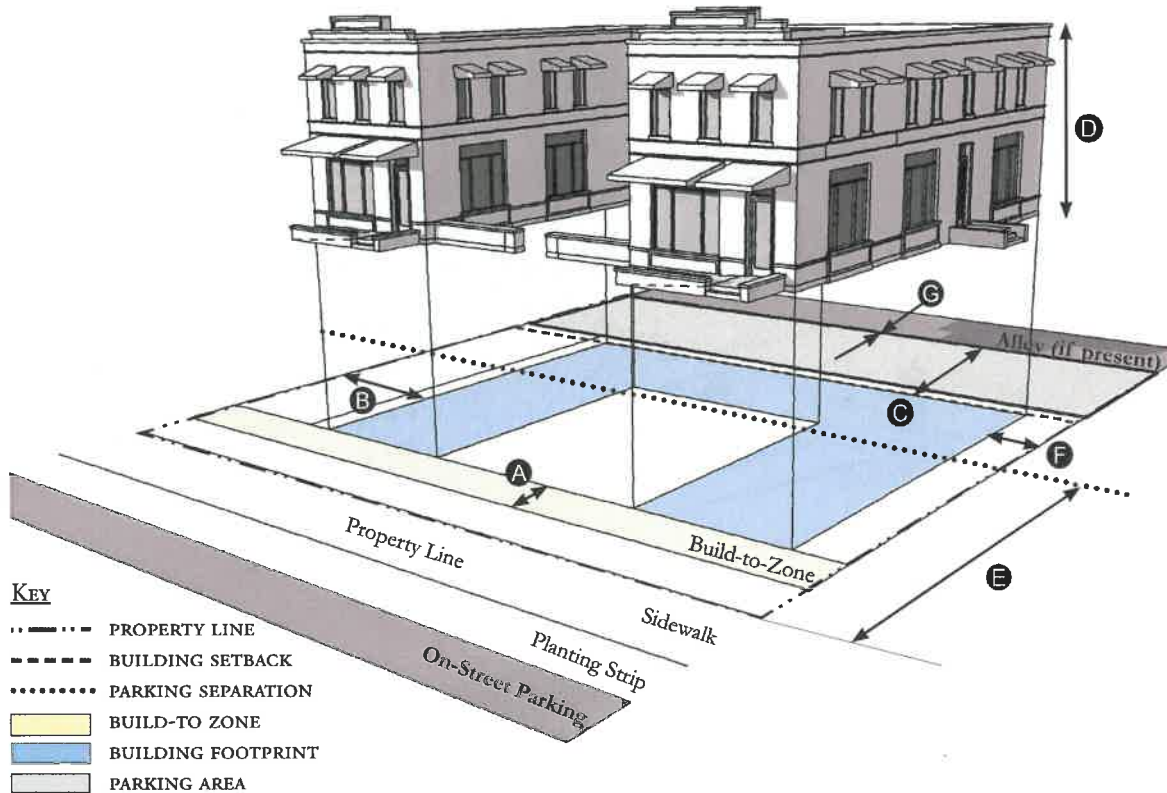 D
G
Alley (if present)
B
C
F
A
Build-to-Zone
Property Line
E
Sidewalk
Planting Strip
On-Street Parking
KEY
PROPERTY LINE
BUILDING SETBACK
PARKING SEPARATION
BUILD-TO ZONE
BUILDING FOOTPRINT
PARKING AREA